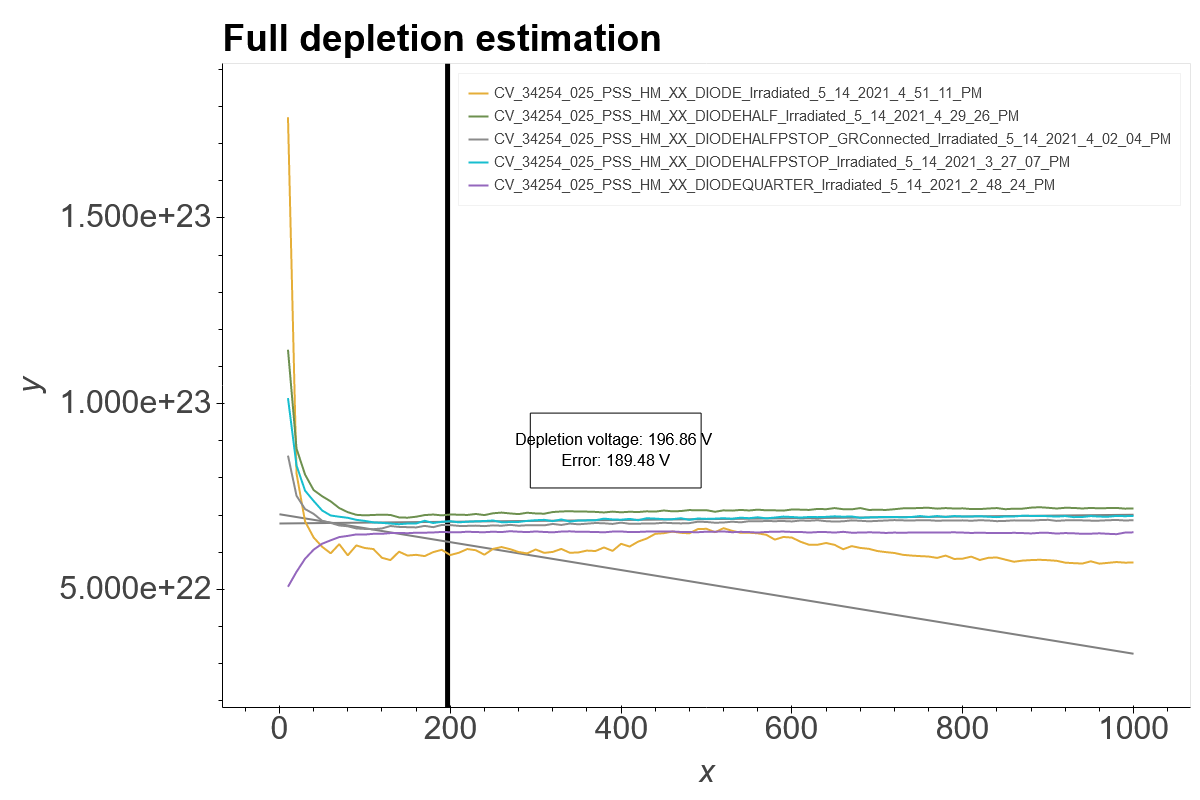 Full depletion estimation
CV_34254_025_PSS_HM_XX_DIODE_Irradiated_5_14_2021_4_51_11_PM
CV_34254_025_PSS_HM_XX_DIODEHALF_Irradiated_5_14_2021_4_29_26_PM
CV_34254_025_PSS_HM_XX_DIODEHALFPSTOP_GRConnected_Irradiated_5_14_2021_4_02_04_PM
CV_34254_025_PSS_HM_XX_DIODEHALFPSTOP_Irradiated_5_14_2021_3_27_07_PM
CV_34254_025_PSS_HM_XX_DIODEQUARTER_Irradiated_5_14_2021_2_48_24_PM
1.500e+23
1.000e+23
5.000e+22
y
Depletion voltage: 196.86 V
Error: 189.48 V
0 200 400 600 800 1000
x